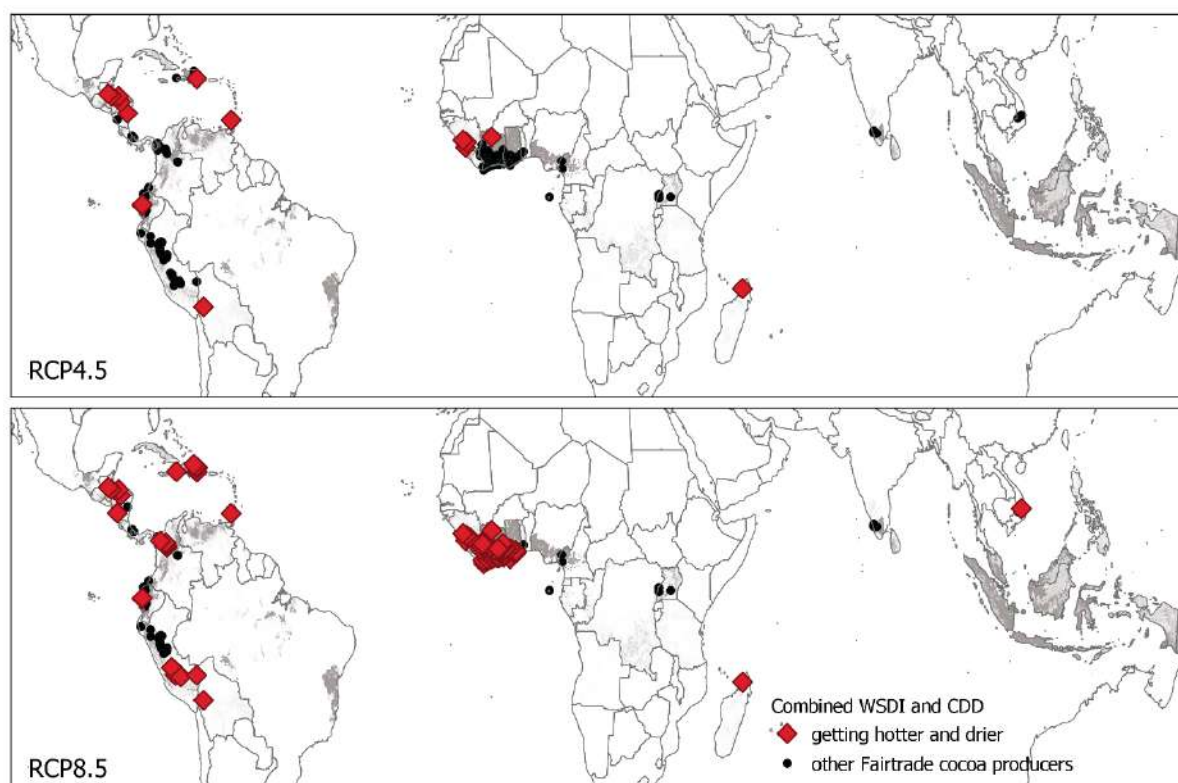 RCP4.5
Combined WSDI and CDD
getting hotter and drier
other Fairtrade cocoa producers
RCP8.5